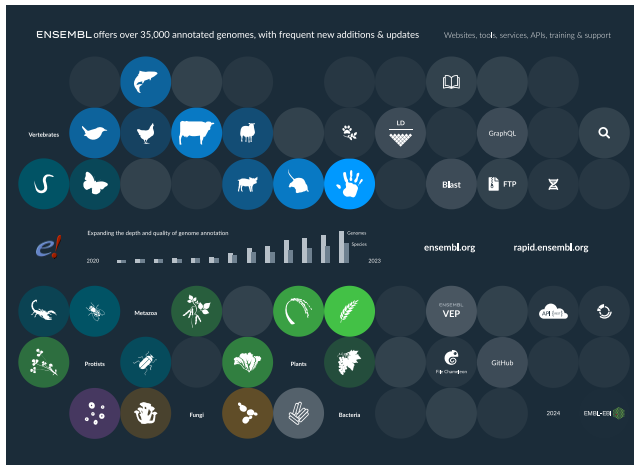 ENSEMBL offers over 35,000 annotated genomes, with frequent new additions & updates
Websites, tools, services, APIs, training & support
Vertebrates
LD
GraphQL
Blast
FTP
e!
Expanding the depth and quality of genome annotation
Genomes
Species
2020
2023
ensembl.org
rapid.ensembl.org
Metazoa
ENSEMBL
VEP
Protists
Plants
File Chameleon
GitHub
Fungi
Bacteria
2024
EMBL-EBI